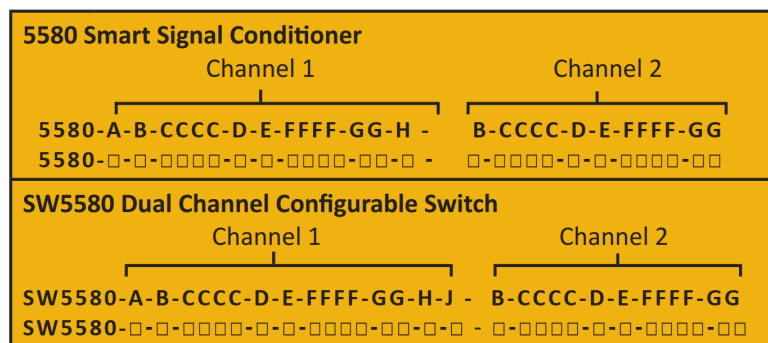 5580 Smart Signal Conditioner
Channel 1 Channel 2
5580-A-B-CCCC-D-E-FFFF-GG-H - B-CCCC-D-E-FFFF-GG
5580-□-□-□□□□-□-□-□□□□-□□-□ - □-□□□□-□-□-□□□□-□□
SW5580 Dual Channel Configurable Switch
Channel 1 Channel 2
SW5580-A-B-CCCC-D-E-FFFF-GG-H-J - B-CCCC-D-E-FFFF-GG
SW5580-□-□-□□□□-□-□-□□□□-□□-□-□ - □-□□□□-□-□-□□□□-□□